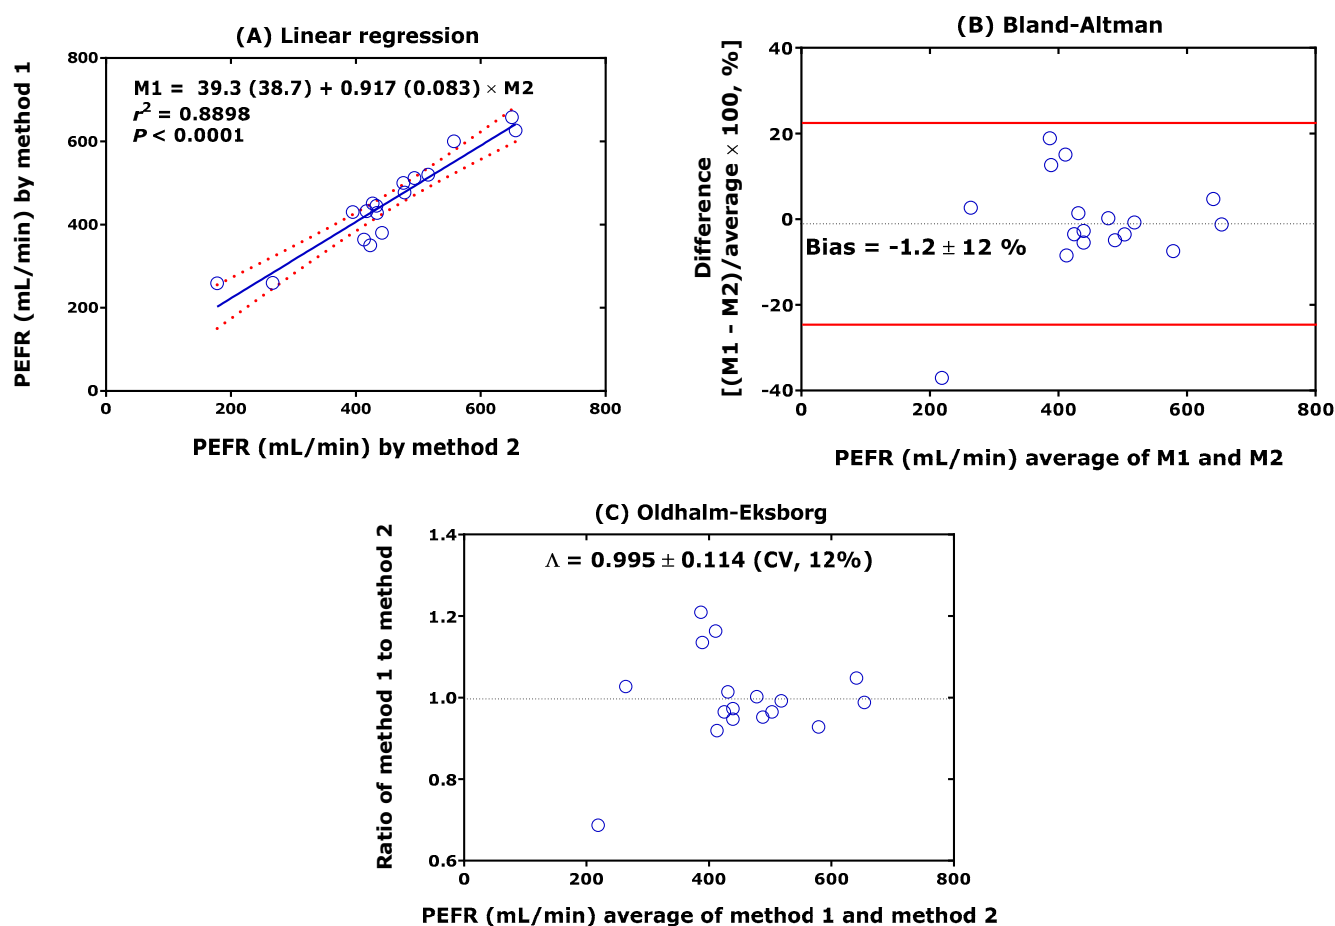 (A) Linear regression
PEFR (mL/min) by method 1
800
600
400
200
0
M1 = 39.3 (38.7) + 0.917 (0.083) × M2
r² = 0.8898
P < 0.0001
0 200 400 600 800
PEFR (mL/min) by method 2
(B) Bland-Altman
Difference
[(M1 - M2)/average × 100, %]
40
20
0
-20
-40
Bias = -1.2 ± 12 %
0 200 400 600 800
PEFR (mL/min) average of M1 and M2
(C) Oldhalm-Eksborg
Ratio of method 1 to method 2
1.4
1.2
1.0
0.8
0.6
Λ = 0.995 ± 0.114 (CV, 12%)
0 200 400 600 800
PEFR (mL/min) average of method 1 and method 2